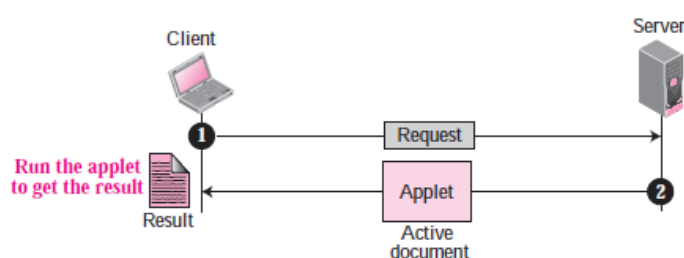 Client
Server
1
Request
Run the applet
to get the result
Applet
2
Result
Active
document